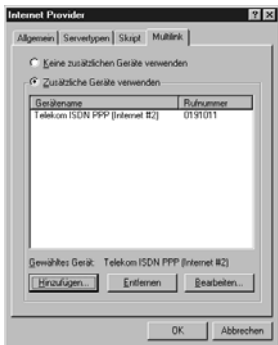 Internet Provider
Allgemein Servertypen Skript Multilink
Keine zusätzlichen Geräte verwenden
Zusätzliche Geräte verwenden
Gerätename Rufnummer
Telekom ISDN PPP (Internet #2) 0191011
Gewähltes Gerät: Telekom ISDN PPP (Internet #2)
Hinzufügen... Entfernen Bearbeiten...
OK Abbrechen